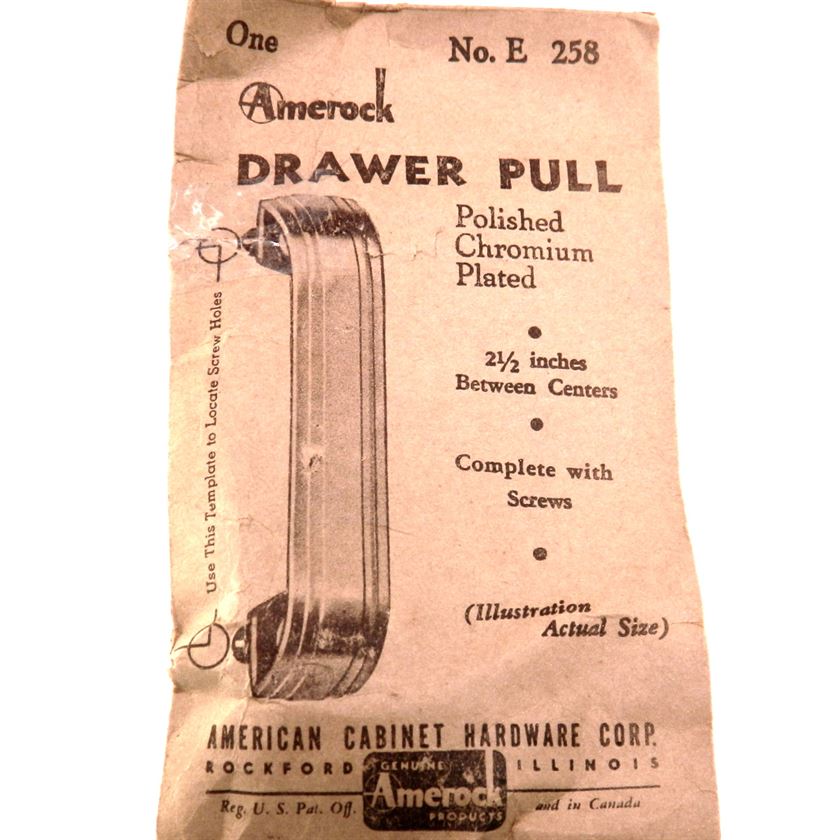 One
No. E 258
Amerock
DRAWER PULL
Polished
Chromium
Plated
2½ inches
Between Centers
Complete with
Screws
(Illustration
Actual Size)
Use This Template to Locate Screw Holes
AMERICAN CABINET HARDWARE CORP.
ROCKFORD ILLINOIS
GENUINE
Amerock
PRODUCTS
Reg. U. S. Pat. Off. and in Canada